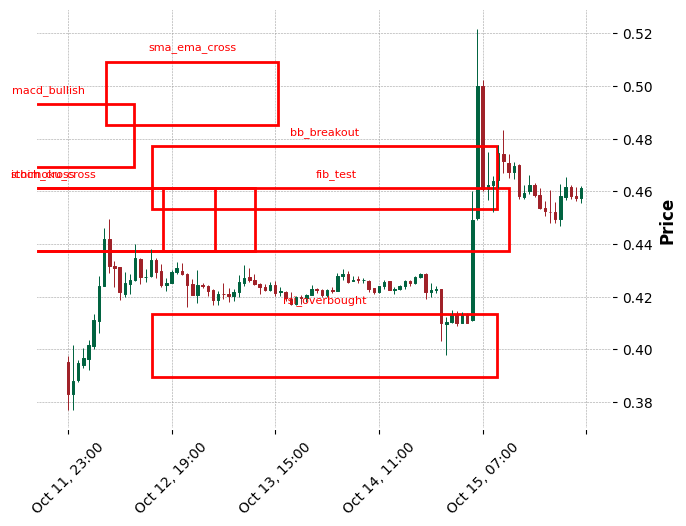 sma_ema_cross
macd_bullish
bb_breakout
fib_test
0.52
0.50
0.48
0.46
0.44
0.42
0.40
0.38
Price
Oct 11, 23:00
Oct 12, 19:00
Oct 13, 15:00
Oct 14, 11:00
Oct 15, 07:00